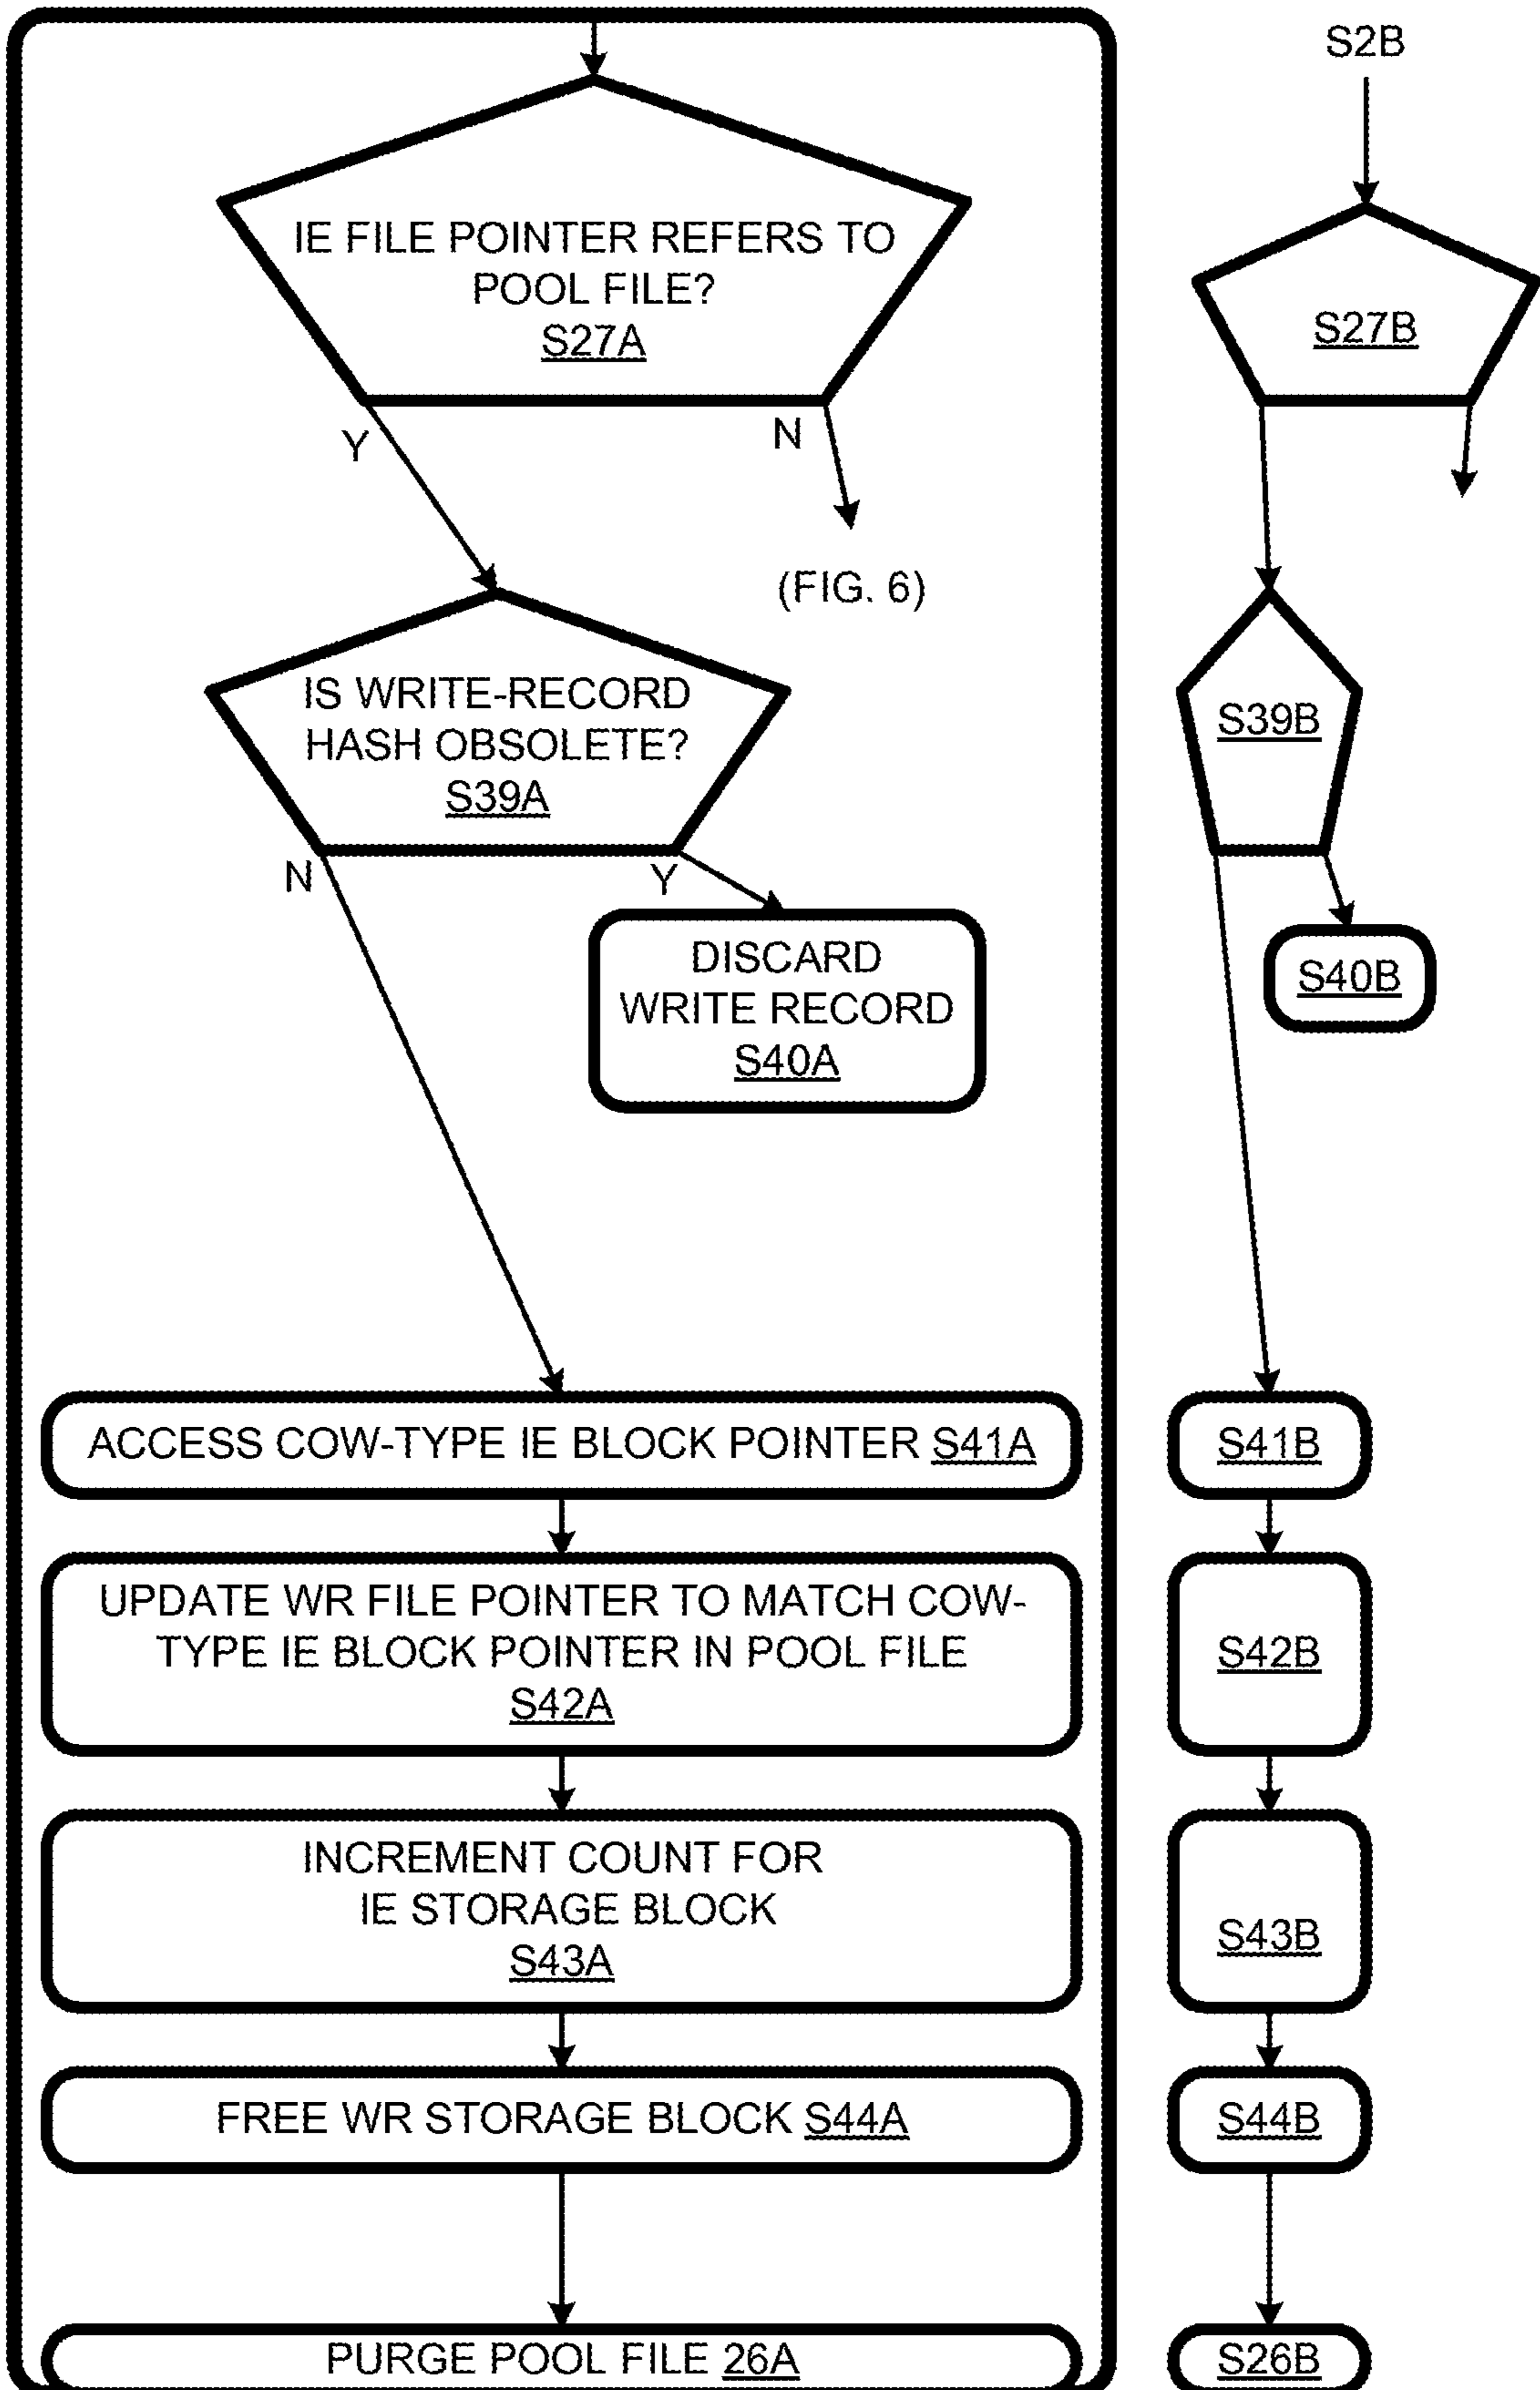 S2B
IE FILE POINTER REFERS TO
POOL FILE?
S27A
S27B
Y
N
(FIG. 6)
IS WRITE-RECORD
HASH OBSOLETE?
S39A
S39B
N
Y
DISCARD
WRITE RECORD
S40A
S40B
ACCESS COW-TYPE IE BLOCK POINTER S41A
S41B
UPDATE WR FILE POINTER TO MATCH COW-
TYPE IE BLOCK POINTER IN POOL FILE
S42A
S42B
INCREMENT COUNT FOR
IE STORAGE BLOCK
S43A
S43B
FREE WR STORAGE BLOCK S44A
S44B
PURGE POOL FILE 26A
S26B